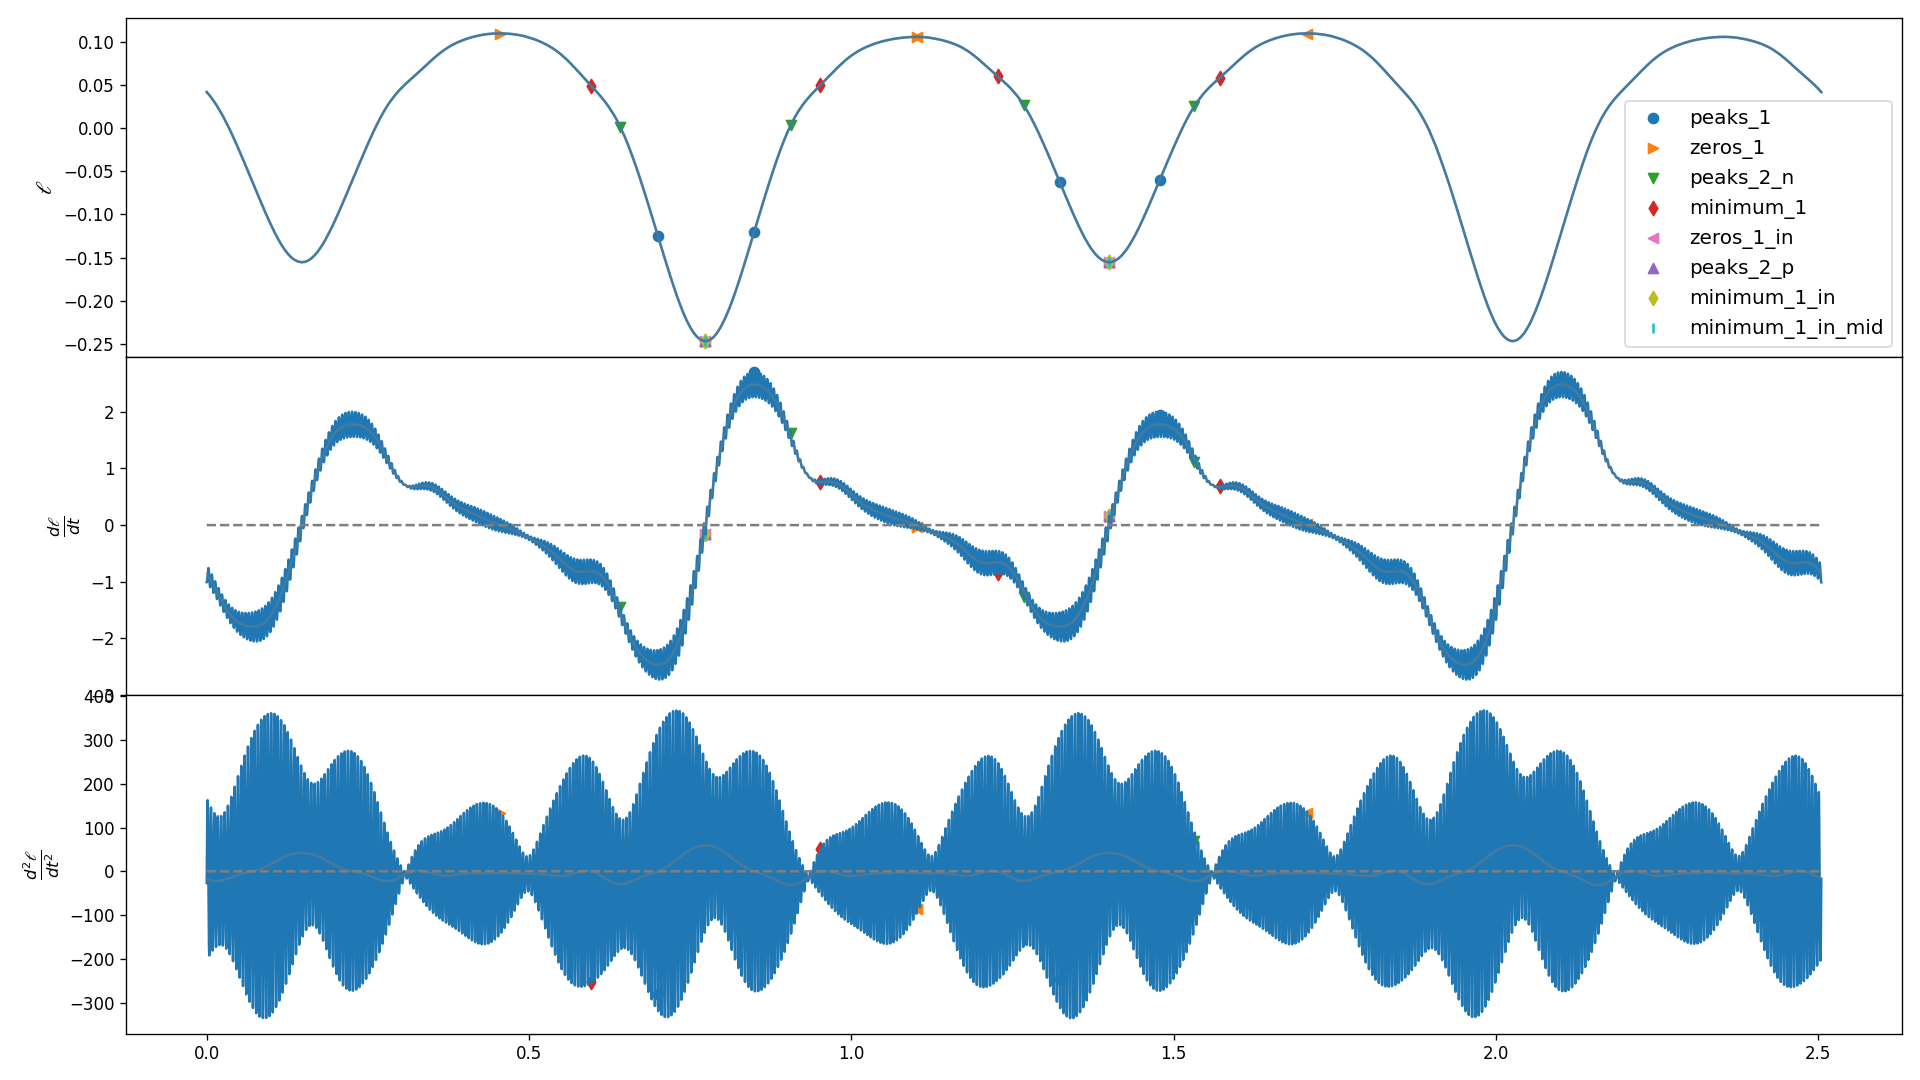 0.10
0.05
0.00
−0.05
−0.10
−0.15
−0.20
−0.25
ℓ
peaks_1
zeros_1
peaks_2_n
minimum_1
zeros_1_in
peaks_2_p
minimum_1_in
minimum_1_in_mid
2
1
0
−1
−2
dℓ
dt
400
300
200
100
0
−100
−200
−300
d²ℓ
dt²
0.0 0.5 1.0 1.5 2.0 2.5